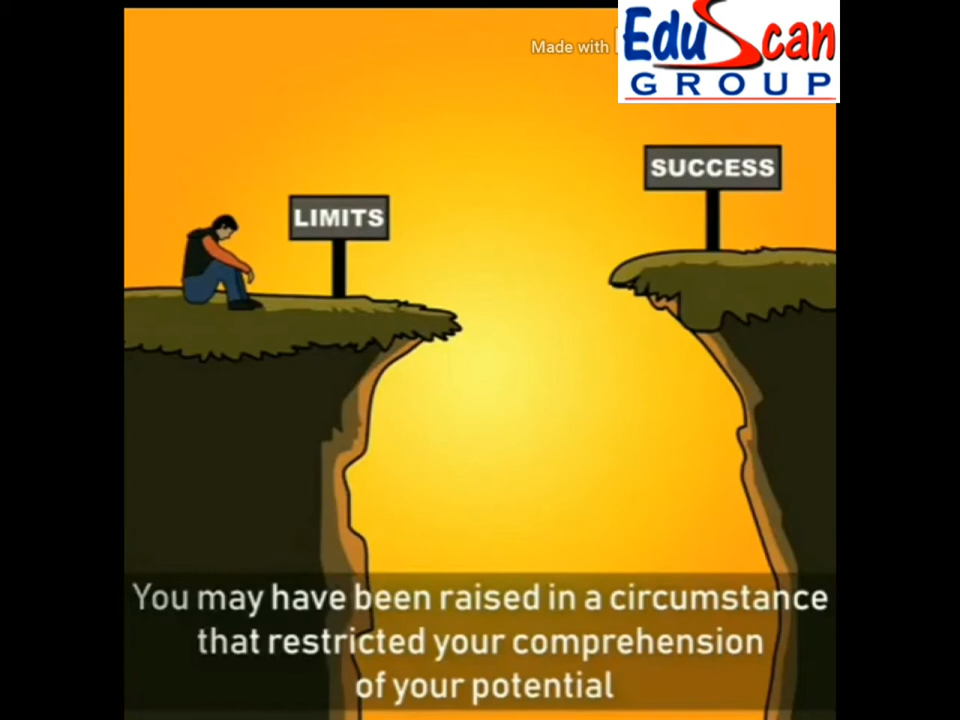 Made with
EduScan
GROUP
SUCCESS
LIMITS
You may have been raised in a circumstance
that restricted your comprehension
of your potential